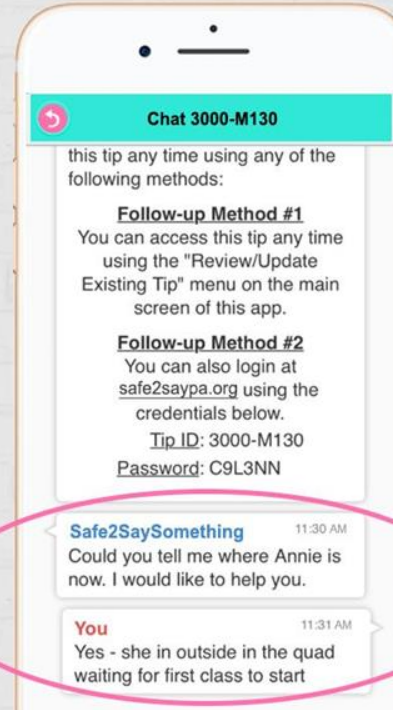 Chat 3000-M130
this tip any time using any of the
following methods:
Follow-up Method #1
You can access this tip any time
using the "Review/Update
Existing Tip" menu on the main
screen of this app.
Follow-up Method #2
You can also login at
safe2saypa.org using the
credentials below.
Tip ID: 3000-M130
Password: C9L3NN
Safe2SaySomething 11:30 AM
Could you tell me where Annie is
now. I would like to help you.
You 11:31 AM
Yes - she in outside in the quad
waiting for first class to start